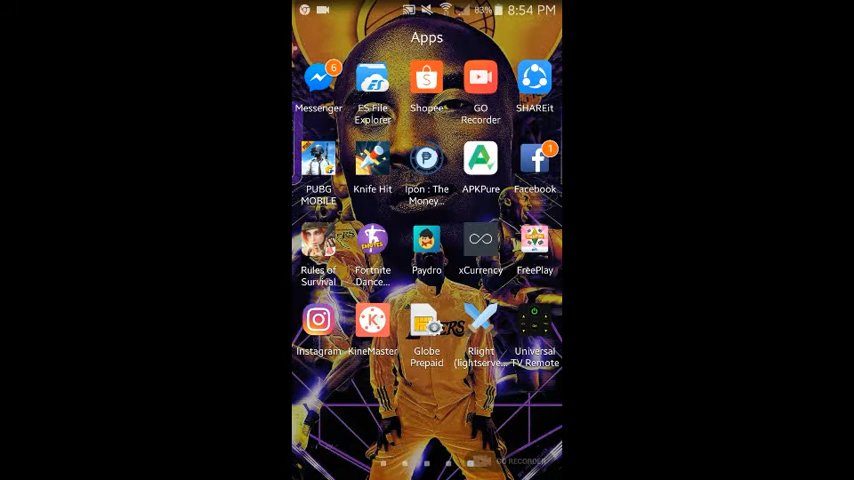 83% 8:54 PM
Apps
6
Messenger
ES File
Explorer
Shopee
GO
Recorder
SHAREit
PUBG
MOBILE
Knife Hit
Ipon : The
Money...
APKPure
1
Facebook
Rules of
Survival
EMOTES
Fortnite
Dance...
Paydro
xCurrency
FreePlay
Instagram
KineMaster
Globe
Prepaid
Rlight
(lightserve...
Universal
TV Remote
GO RECORDER